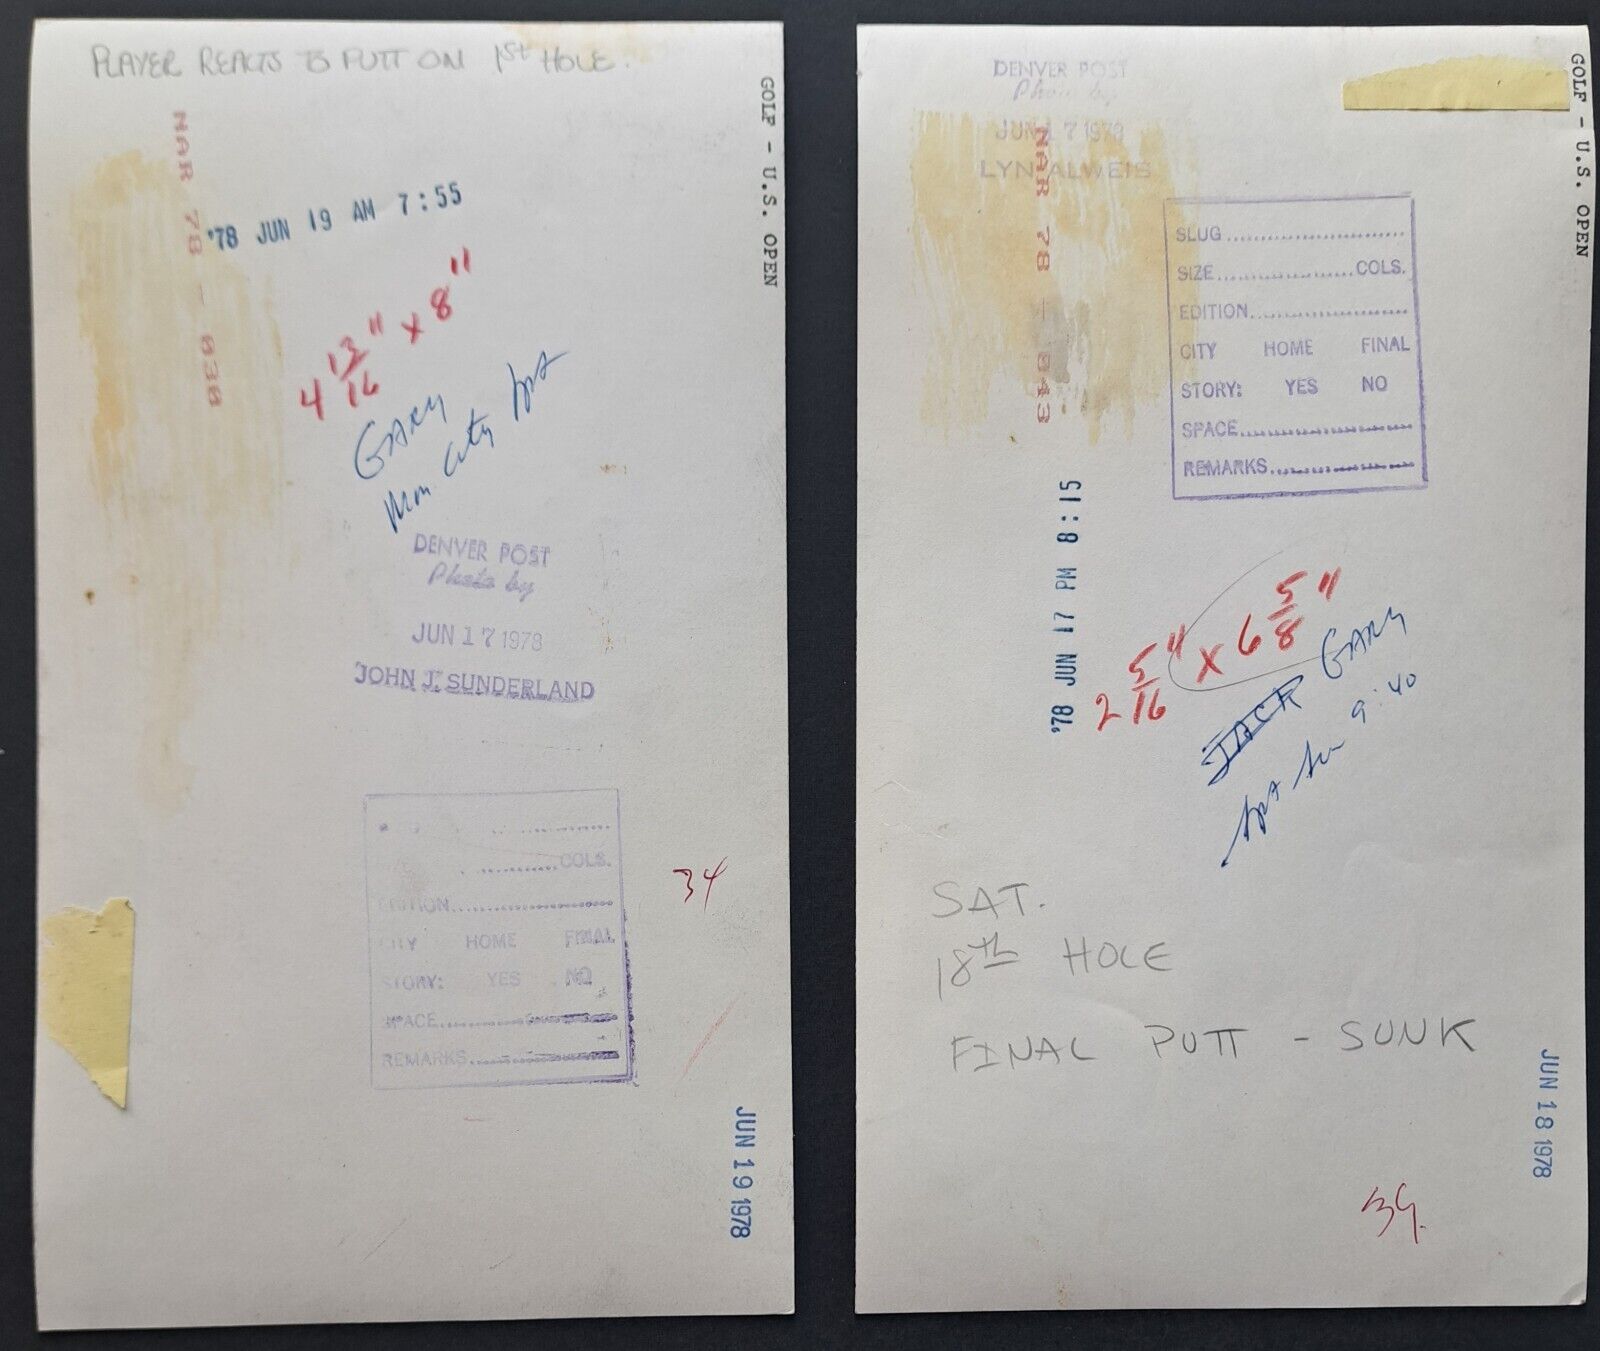 PLAYER REACTS TO PUTT ON 1st HOLE.
GOLF - U.S. OPEN
MAR 78 - 030
'78 JUN 19 AM 7:55
4 13/16" x 8"
GARY
Mon. City
DENVER POST
Photo by
JUN 17 1978
JOHN J. SUNDERLAND
COLS.
EDITION
CITY HOME FINAL
STORY: YES NO
SPACE
REMARKS
34
JUN 19 1978
DENVER POST
Photo by
JUN 17 1978
LYN ALWEIS
GOLF - U.S. OPEN
MAR 78 - 043
SLUG
SIZE COLS.
EDITION
CITY HOME FINAL
STORY: YES NO
SPACE
REMARKS
'78 JUN 17 PM 8:15
2 5/16" x 6 5/8"
JACK GARY
9:40
SAT.
18th HOLE
FINAL PUTT - SUNK
JUN 18 1978